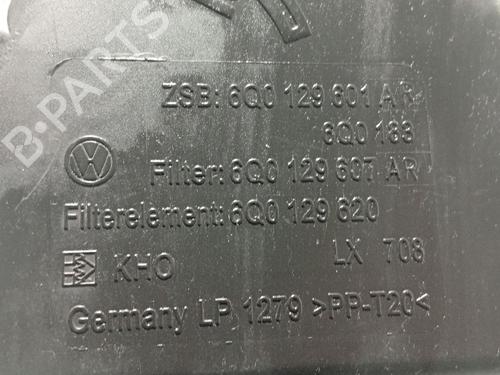 B-PARTS
ZSB: 6Q0 129 601 AR
3Q0 183
Filter: 6Q0 129 607 AR
Filterelement: 6Q0 129 620
KHO LX 708
Germany LP 1279 >PP-T20<